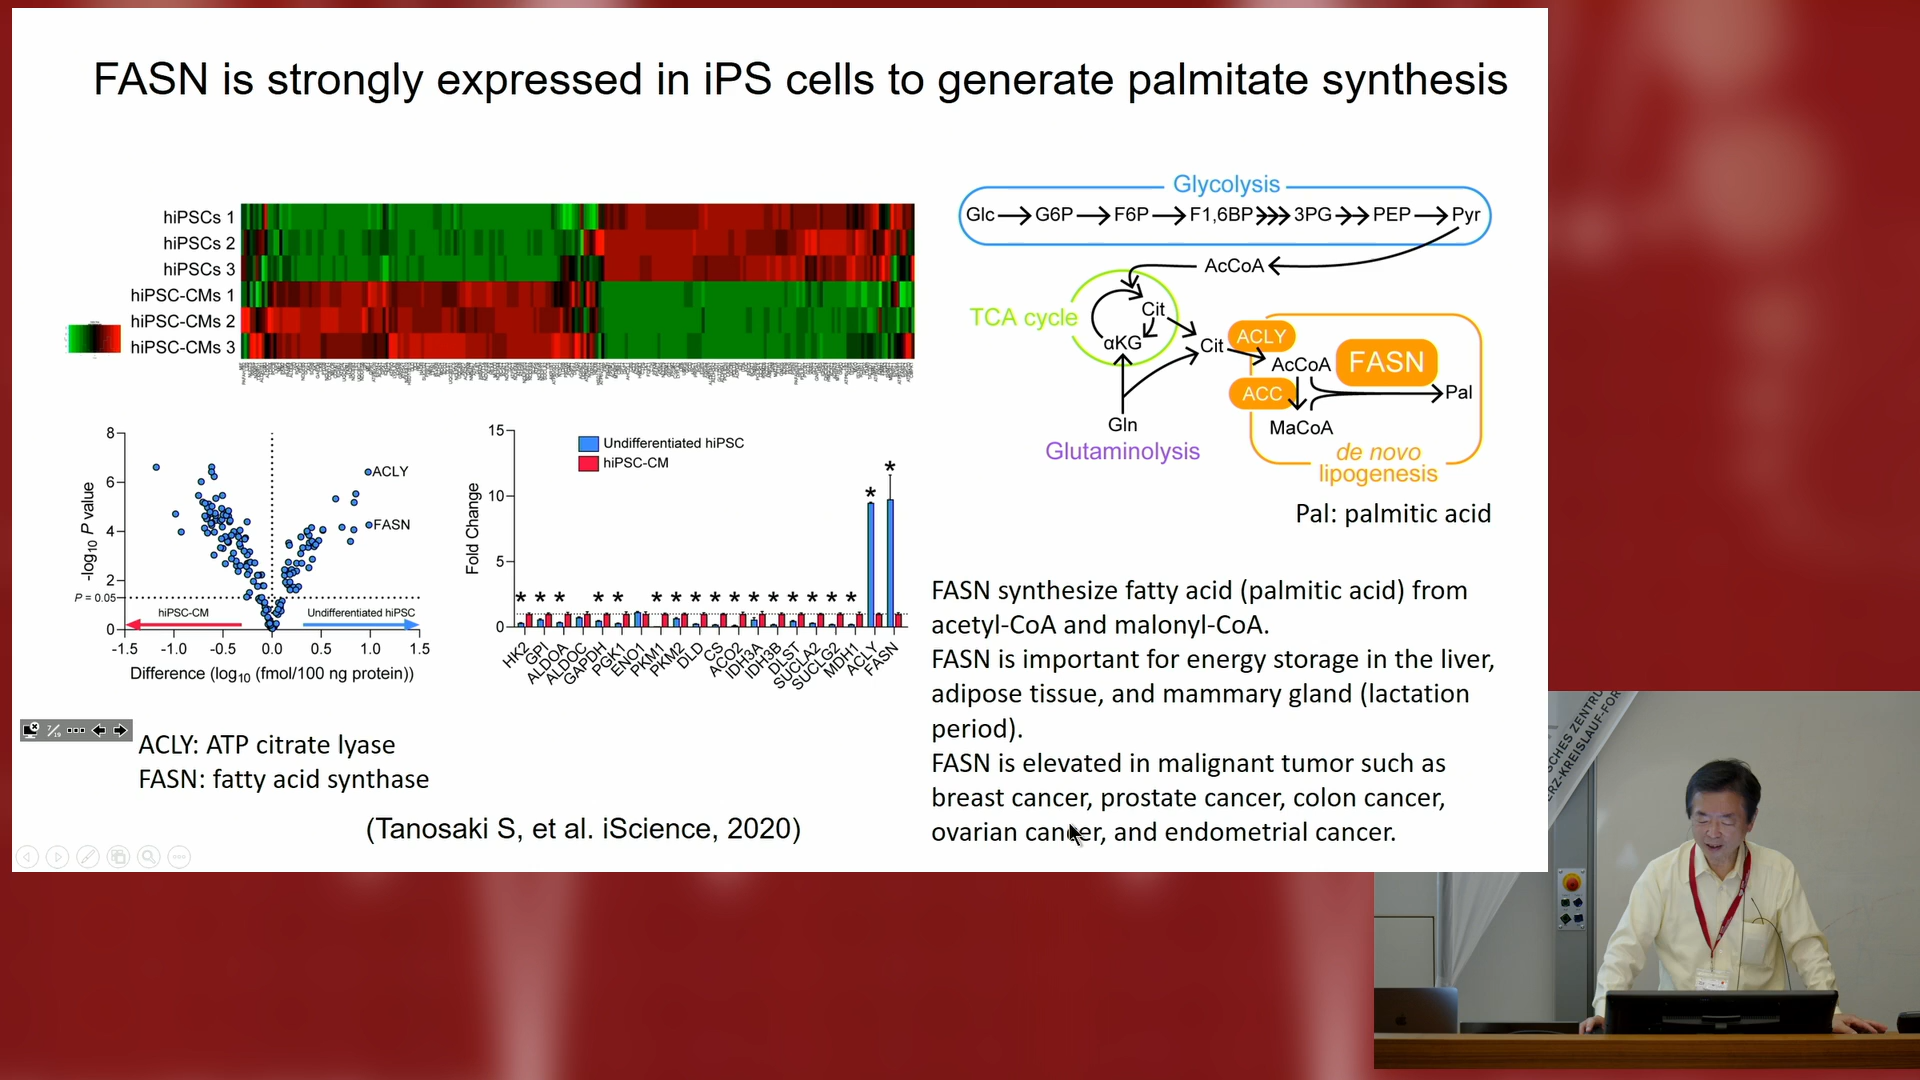 FASN is strongly expressed in iPS cells to generate palmitate synthesis
hiPSCs 1
hiPSCs 2
hiPSCs 3
hiPSC-CMs 1
hiPSC-CMs 2
hiPSC-CMs 3
Glycolysis
Glc G6P F6P F1,6BP 3PG PEP Pyr
AcCoA
TCA cycle
Cit
αKG
Cit
ACLY
AcCoA
FASN
ACC
Pal
MaCoA
Gln
Glutaminolysis
de novo
lipogenesis
Pal: palmitic acid
-log10 P value
8
6
4
2
P = 0.05
0
ACLY
FASN
hiPSC-CM
Undifferentiated hiPSC
-1.5 -1.0 -0.5 0.0 0.5 1.0 1.5
Difference (log10 (fmol/100 ng protein))
Fold Change
15
10
5
0
Undifferentiated hiPSC
hiPSC-CM
* * * * * * * * * * * * * * * * * *
HK2 GPI ALDOA ALDOC GAPDH PGK1 ENO1 PKM1 PKM2 DLD CS ACO2 IDH3A IDH3B DLST SUCLA2 SUCLG2 MDH1 ACLY FASN
FASN synthesize fatty acid (palmitic acid) from
acetyl-CoA and malonyl-CoA.
FASN is important for energy storage in the liver,
adipose tissue, and mammary gland (lactation
period).
FASN is elevated in malignant tumor such as
breast cancer, prostate cancer, colon cancer,
ovarian cancer, and endometrial cancer.
7/19
ACLY: ATP citrate lyase
FASN: fatty acid synthase
(Tanosaki S, et al. iScience, 2020)
SCHES ZENTRU
ERZ-KREISLAUF-FOR